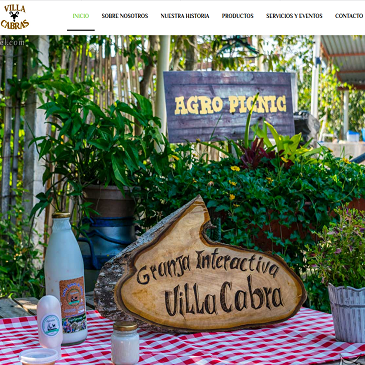 VILLA
CABRAS
INICIO
SOBRE NOSOTROS
NUESTRA HISTORIA
PRODUCTOS
SERVICIOS Y EVENTOS
CONTACTO
AGRO PICNIC
Granja Interactiva
Villa Cabra